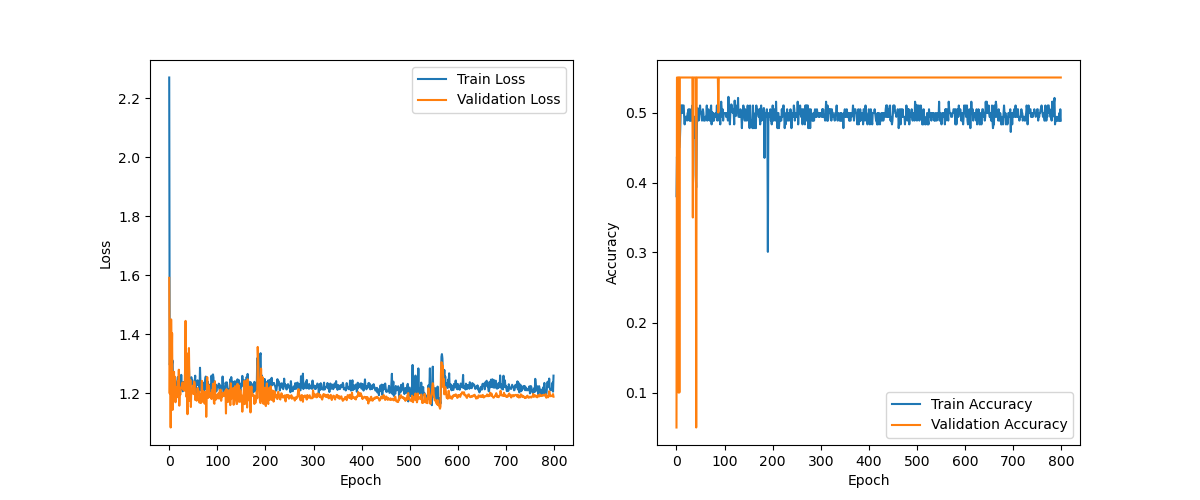 2.2
2.0
1.8
1.6
1.4
1.2
0 100 200 300 400 500 600 700 800
Loss
Epoch
Train Loss
Validation Loss
0.5
0.4
0.3
0.2
0.1
0 100 200 300 400 500 600 700 800
Accuracy
Epoch
Train Accuracy
Validation Accuracy